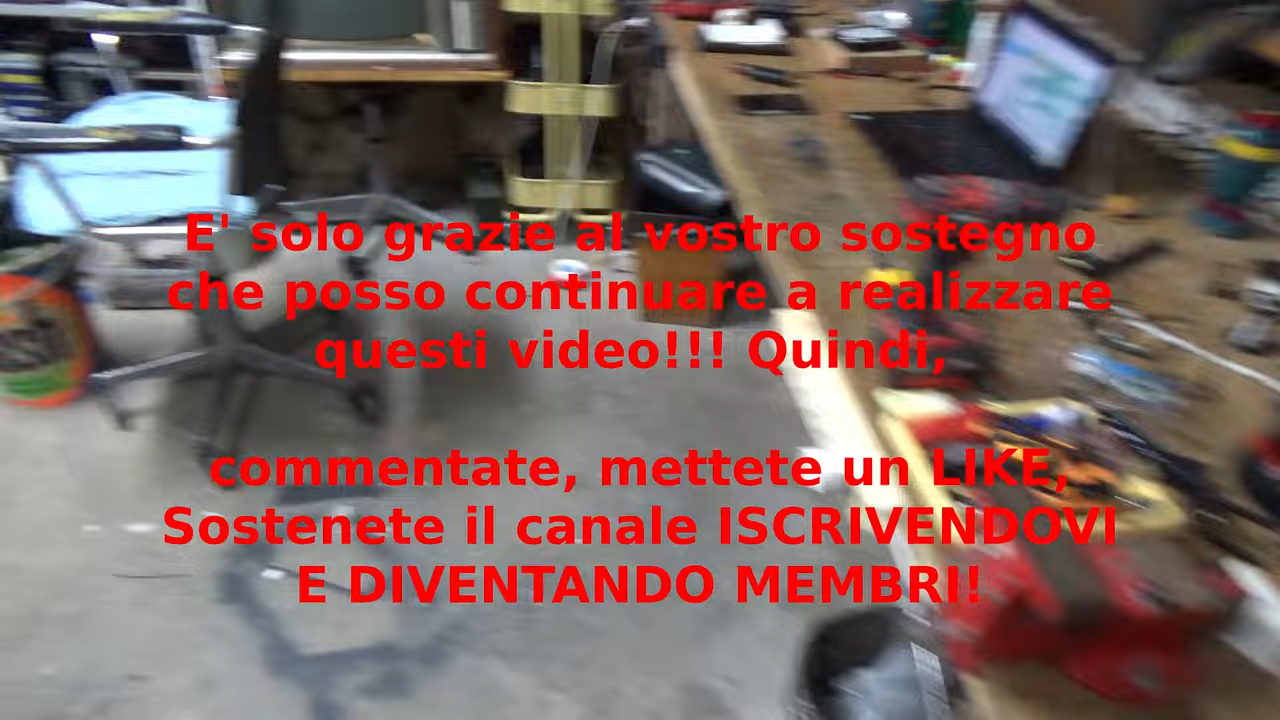 E' solo grazie al vostro sostegno
che posso continuare a realizzare
questi video!!! Quindi,
commentate, mettete un LIKE,
Sostenete il canale ISCRIVENDOVI
E DIVENTANDO MEMBRI!